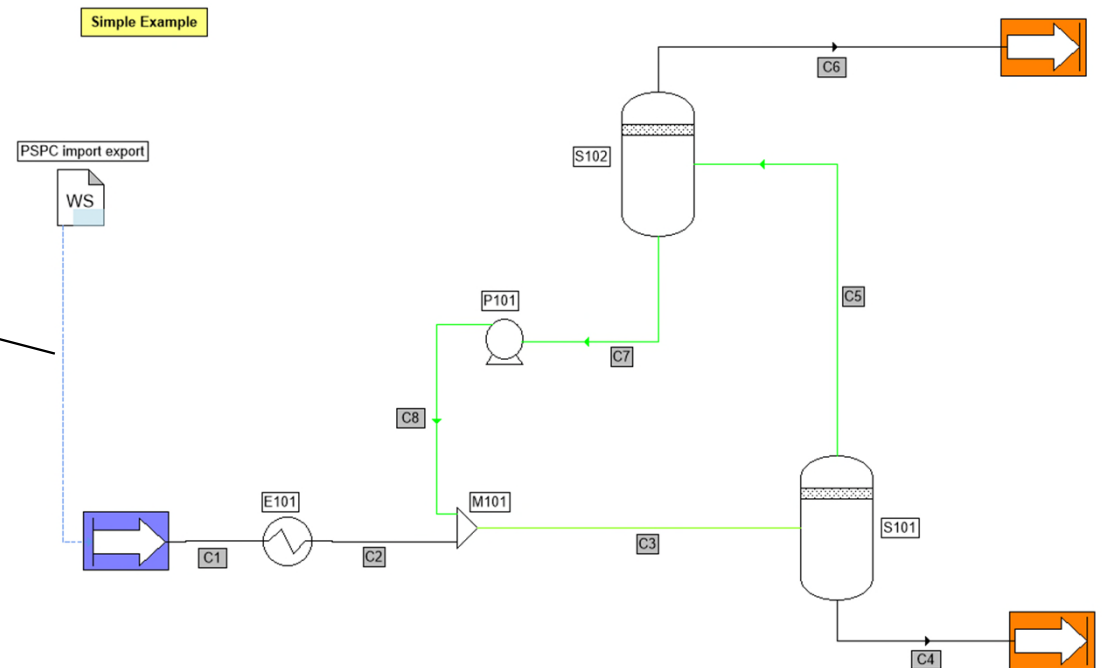 Simple Example
C6
PSPC import export
WS
S102
C5
P101
C7
C8
E101
M101
C1
C2
C3
S101
C4